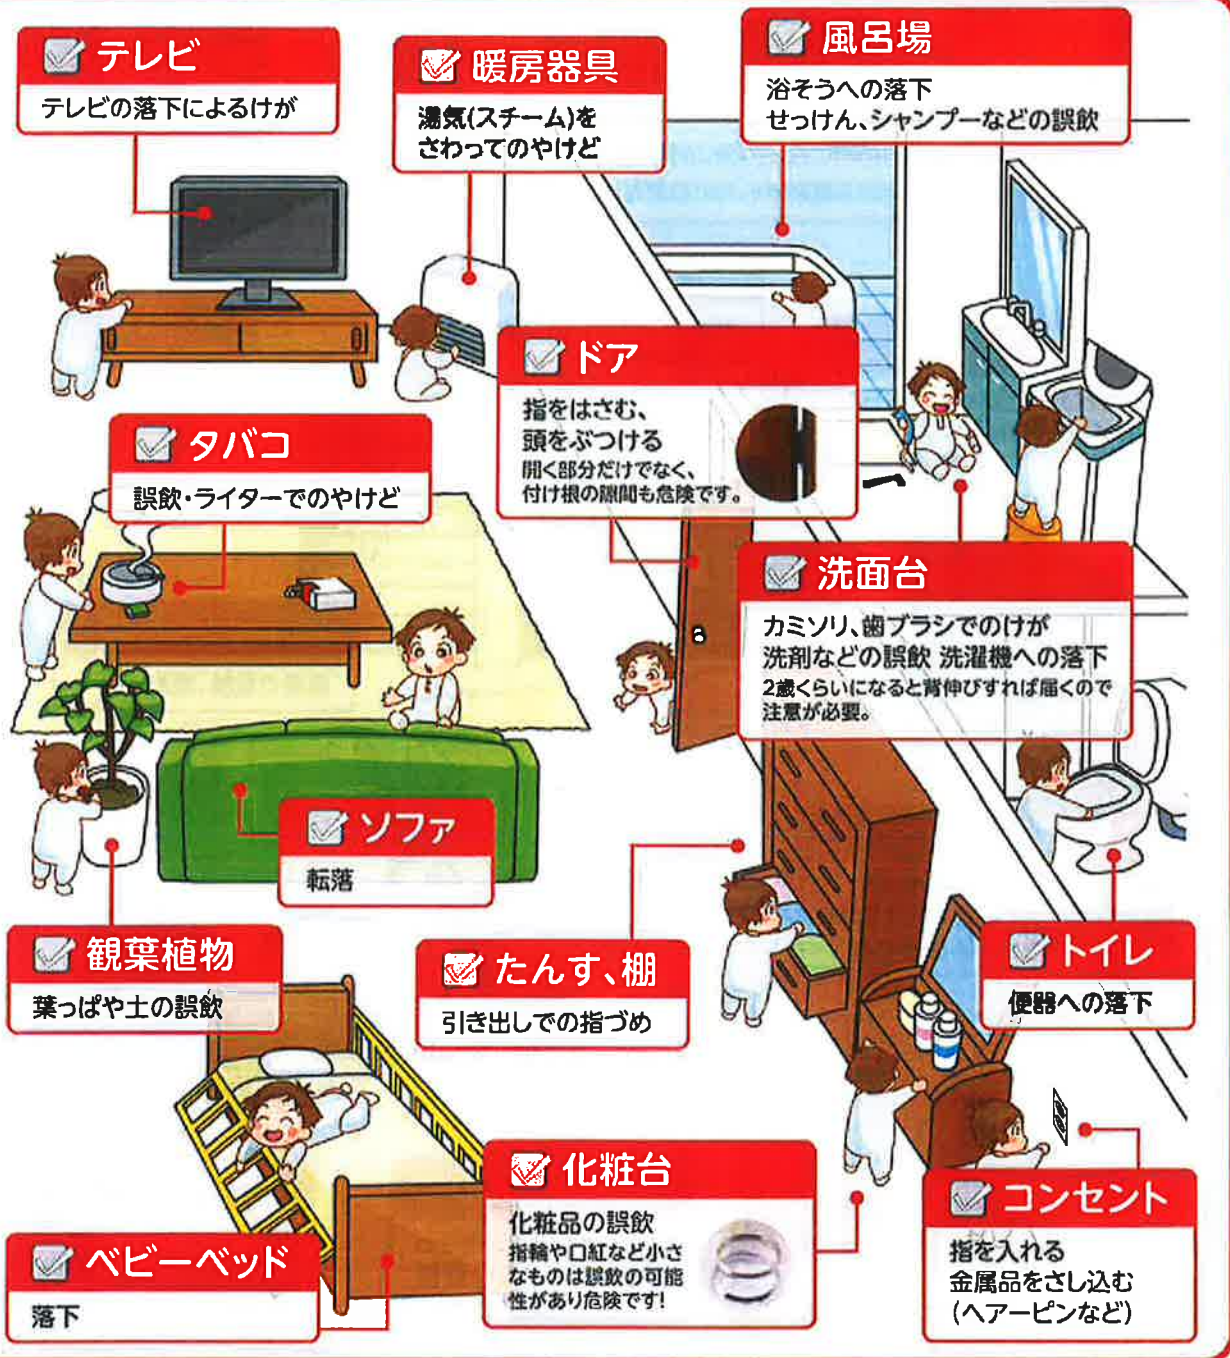 テレビ
テレビの落下によるけが
暖房器具
湯気(スチーム)を
さわってのやけど
風呂場
浴そうへの落下
せっけん、シャンプーなどの誤飲
ドア
指をはさむ、
頭をぶつける
開く部分だけでなく、
付け根の隙間も危険です。
タバコ
誤飲・ライターでのやけど
洗面台
カミソリ、歯ブラシでのけが
洗剤などの誤飲 洗濯機への落下
2歳くらいになると背伸びすれば届くので
注意が必要。
ソファ
転落
観葉植物
葉っぱや土の誤飲
たんす、棚
引き出しでの指づめ
トイレ
便器への落下
ベビーベッド
落下
化粧台
化粧品の誤飲
指輪や口紅など小さ
なものは誤飲の可能
性があり危険です!
コンセント
指を入れる
金属品をさし込む
(ヘアーピンなど)